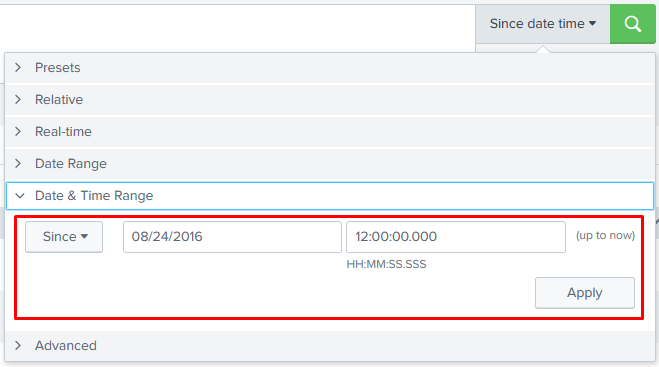 Since date time
Presets
Relative
Real-time
Date Range
Date & Time Range
Since 08/24/2016 12:00:00.000 (up to now)
HH:MM:SS.SSS
Apply
Advanced